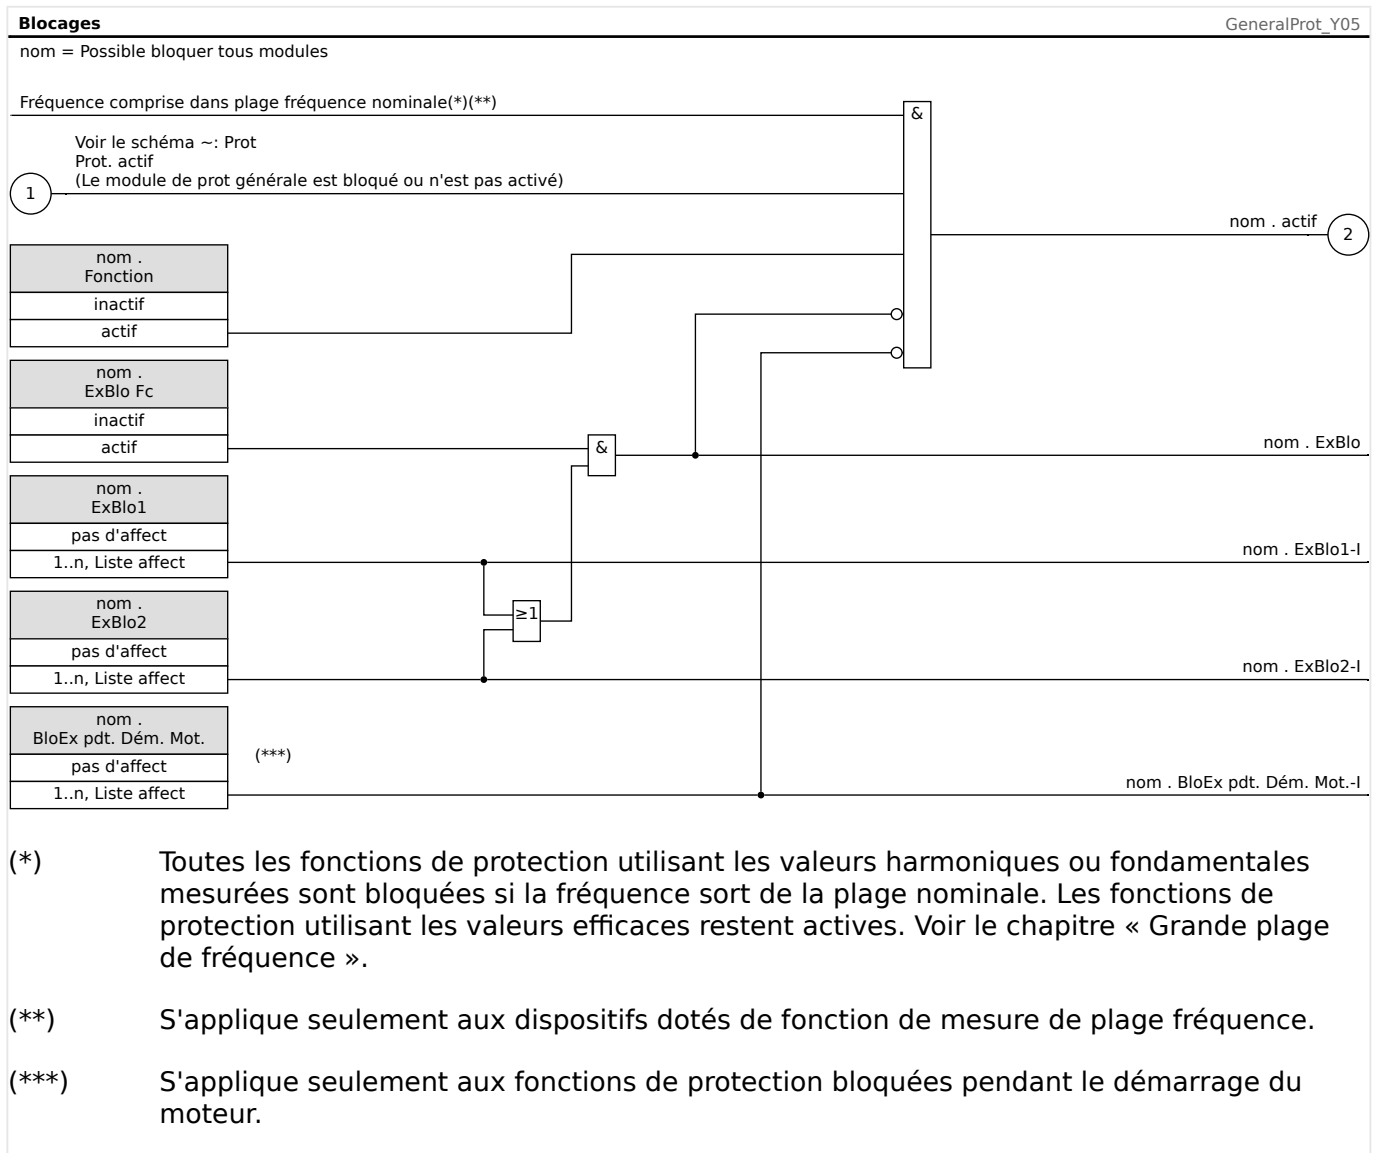 Blocages
GeneralProt_Y05
nom = Possible bloquer tous modules
Fréquence comprise dans plage fréquence nominale(*)(**)
&
Voir le schéma ~: Prot
Prot. actif
(Le module de prot générale est bloqué ou n'est pas activé)
1
nom . actif
2
nom .
Fonction
inactif
actif
nom .
ExBlo Fc
inactif
actif
&
nom . ExBlo
nom .
ExBlo1
pas d'affect
1..n, Liste affect
nom . ExBlo1-I
≥1
nom .
ExBlo2
pas d'affect
1..n, Liste affect
nom . ExBlo2-I
nom .
BloEx pdt. Dém. Mot.
(***)
pas d'affect
1..n, Liste affect
nom . BloEx pdt. Dém. Mot.-I
(*) Toutes les fonctions de protection utilisant les valeurs harmoniques ou fondamentales
mesurées sont bloquées si la fréquence sort de la plage nominale. Les fonctions de
protection utilisant les valeurs efficaces restent actives. Voir le chapitre « Grande plage
de fréquence ».
(**) S'applique seulement aux dispositifs dotés de fonction de mesure de plage fréquence.
(***) S'applique seulement aux fonctions de protection bloquées pendant le démarrage du
moteur.